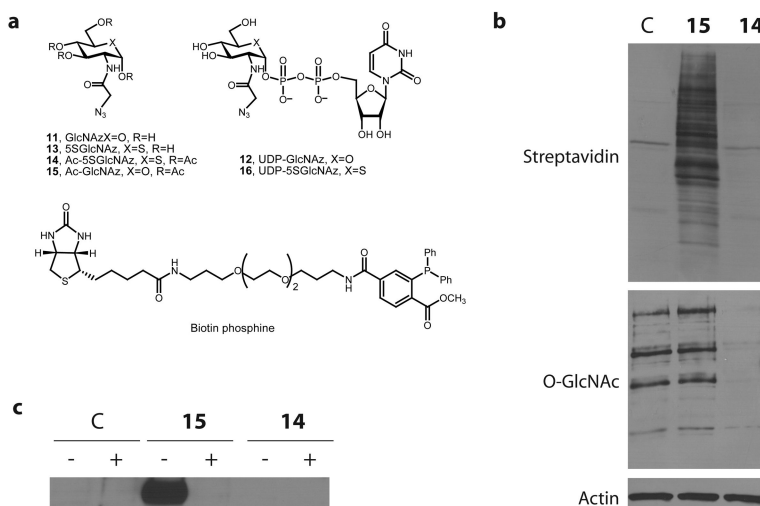 a
OR
RO
RO
X
HN
OR
O
N₃
11, GlcNAzX=O, R=H
13, 5SGlcNAz, X=S, R=H
14, Ac-5SGlcNAz, X=S, R=Ac
15, Ac-GlcNAz, X=O, R=Ac
OH
HO
HO
X
HN
O
N₃
O
O
P
O⁻
O
O
P
O⁻
O
O
N
NH
O
O
OH OH
12, UDP-GlcNAz, X=O
16, UDP-5SGlcNAz, X=S
O
HN NH
H H
S
O
H
N
O
O
2
N
H
O
Ph
P
Ph
OCH₃
O
Biotin phosphine
b
C 15 14
Streptavidin
O-GlcNAc
Actin
c
C 15 14
- + - + - +